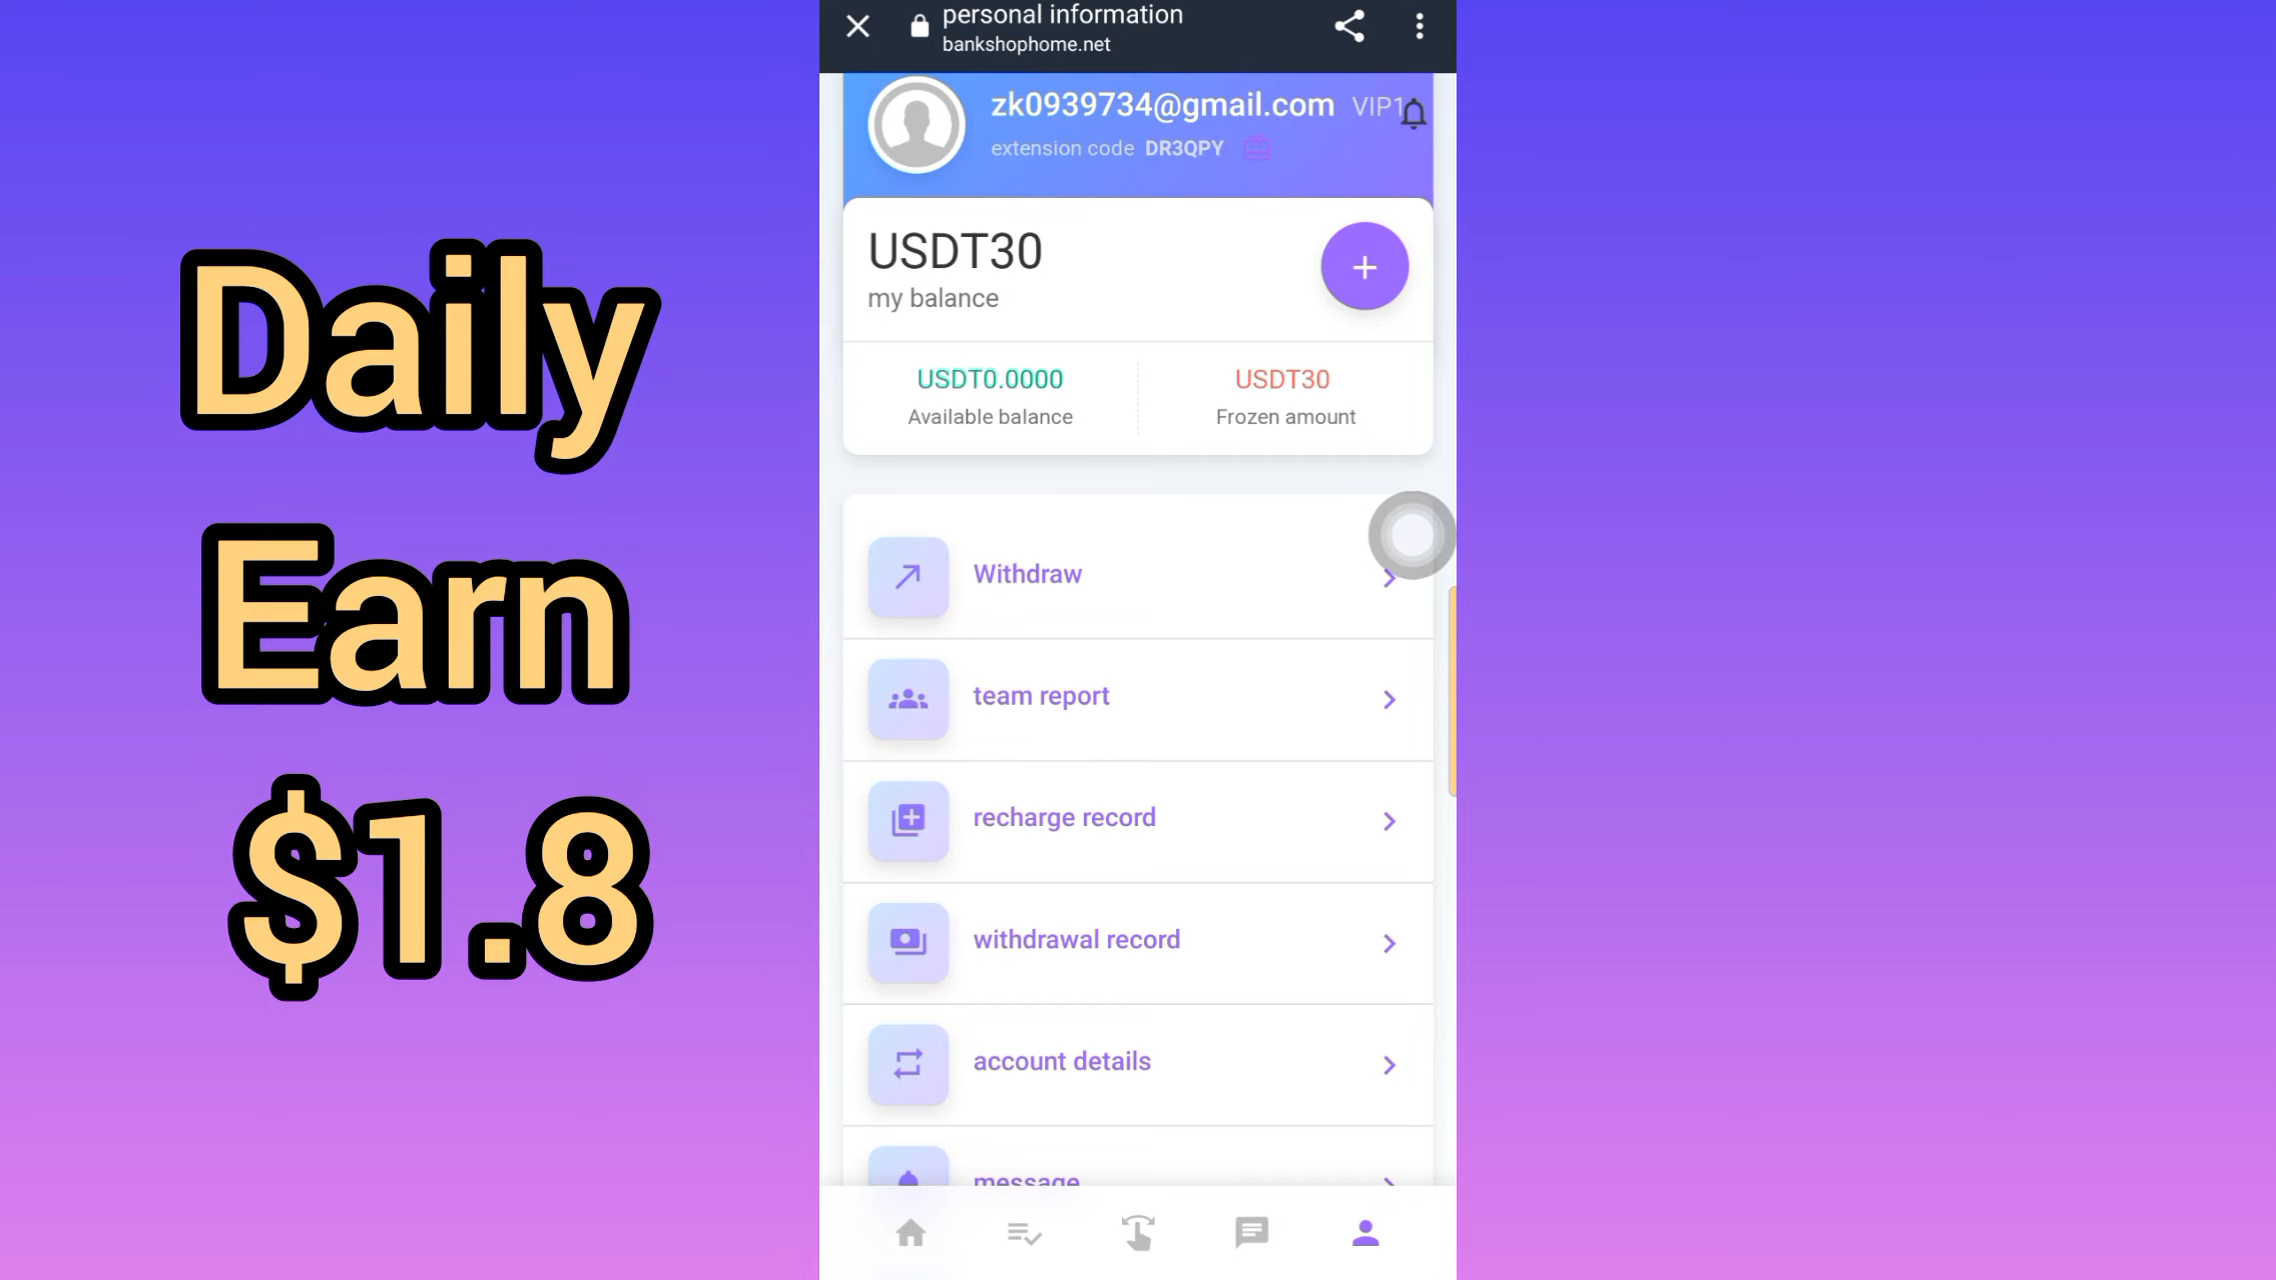 Daily
Earn
$1.8
personal information
bankshophome.net
zk0939734@gmail.com VIP1
extension code DR3QPY
USDT30
my balance
USDT0.0000
Available balance
USDT30
Frozen amount
Withdraw
team report
recharge record
withdrawal record
account details
message